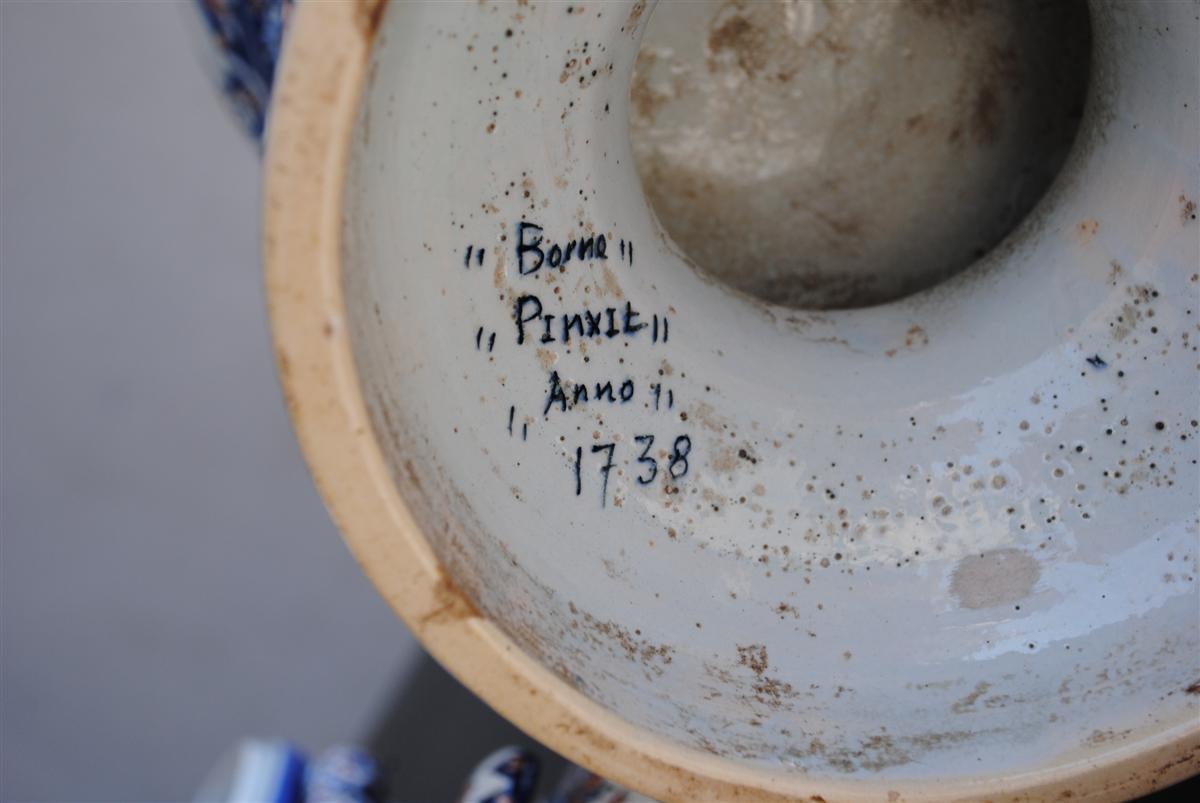 " Borne "
" PInxIt "
" Anno "
1738